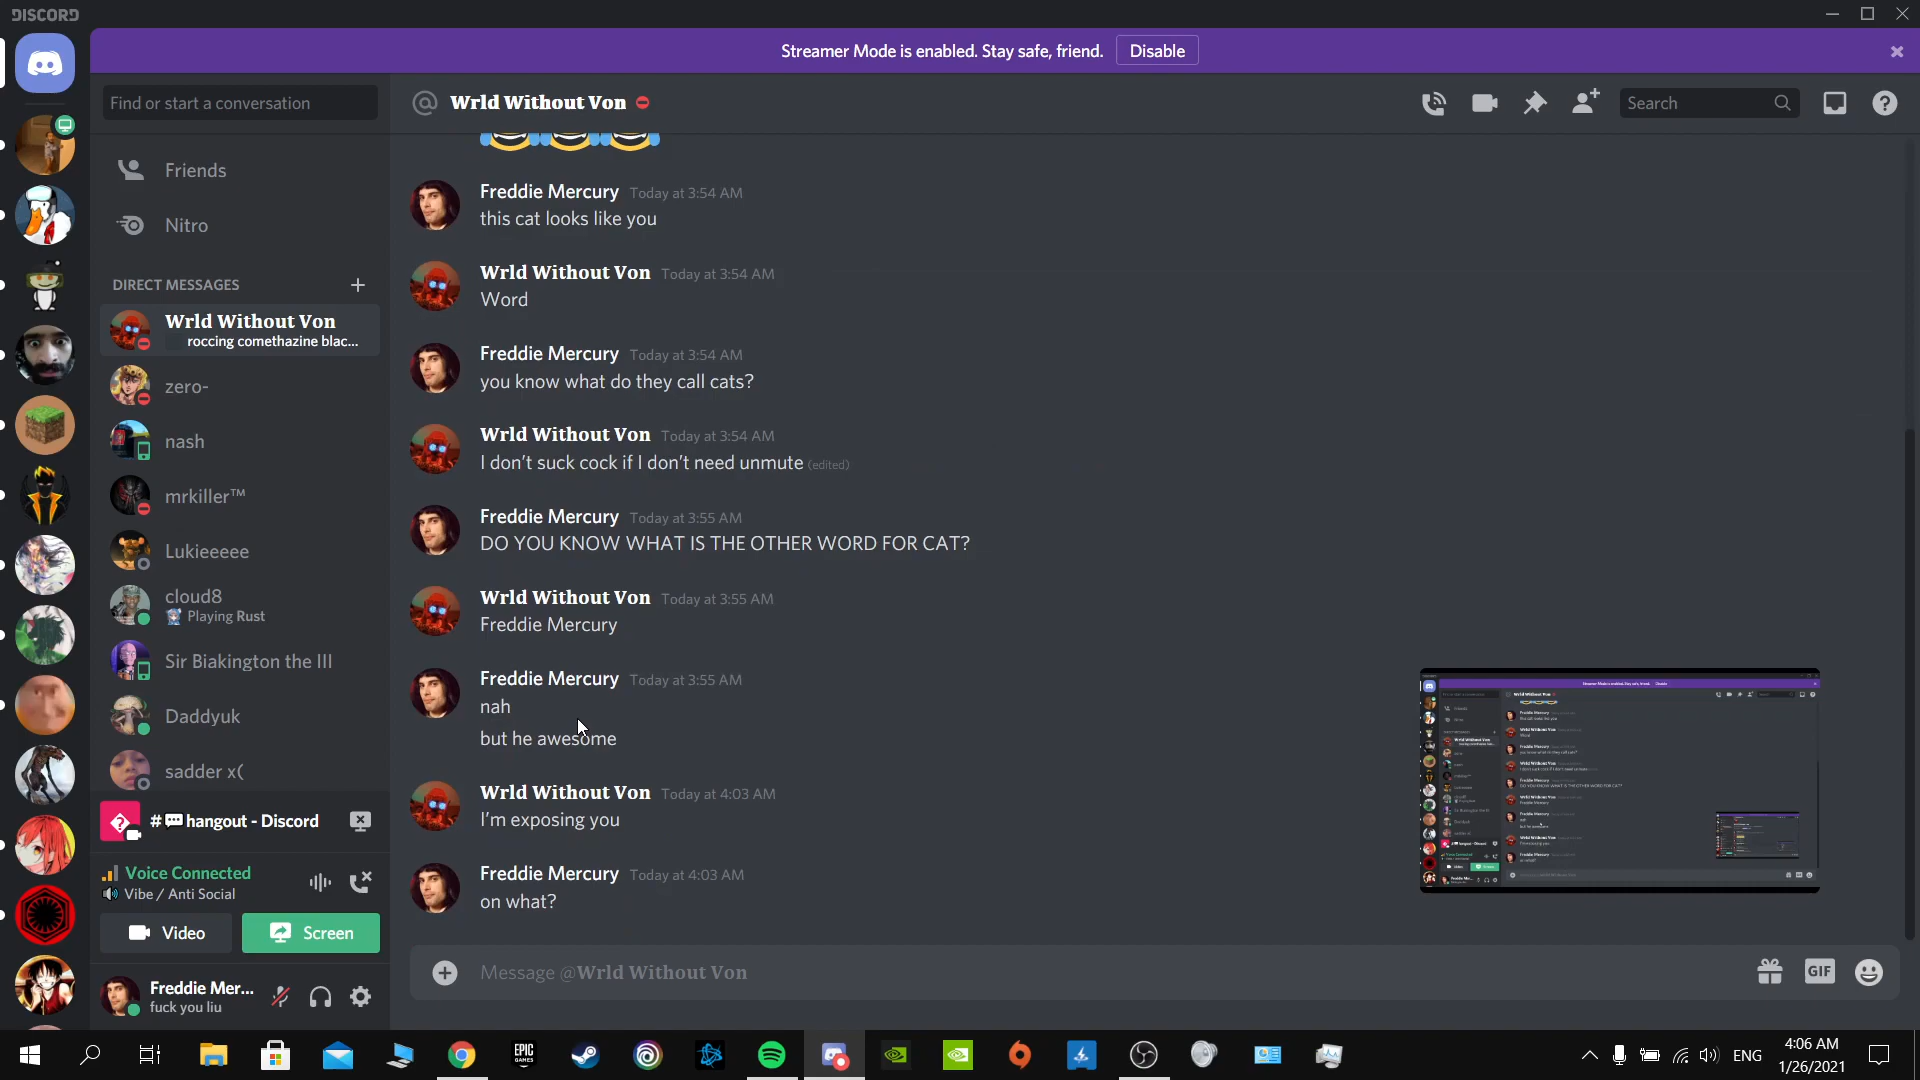 DISCORD
Streamer Mode is enabled. Stay safe, friend.
Disable
Find or start a conversation
Wrld Without Von
Search
Friends
Nitro
DIRECT MESSAGES
Wrld Without Von
roccing comethazine blac...
zero-
nash
mrkiller™
Lukieeeee
cloud8
Playing Rust
Sir Biakington the III
Daddyuk
sadder x(
# hangout - Discord
Voice Connected
Vibe / Anti Social
Video
Screen
Freddie Mer...
fuck you liu
Freddie Mercury Today at 3:54 AM
this cat looks like you
Wrld Without Von Today at 3:54 AM
Word
Freddie Mercury Today at 3:54 AM
you know what do they call cats?
Wrld Without Von Today at 3:54 AM
I don't suck cock if I don't need unmute (edited)
Freddie Mercury Today at 3:55 AM
DO YOU KNOW WHAT IS THE OTHER WORD FOR CAT?
Wrld Without Von Today at 3:55 AM
Freddie Mercury
Freddie Mercury Today at 3:55 AM
nah
but he awesome
Wrld Without Von Today at 4:03 AM
I'm exposing you
Freddie Mercury Today at 4:03 AM
on what?
Message @Wrld Without Von
GIF
EPIC GAMES
ENG
4:06 AM
1/26/2021